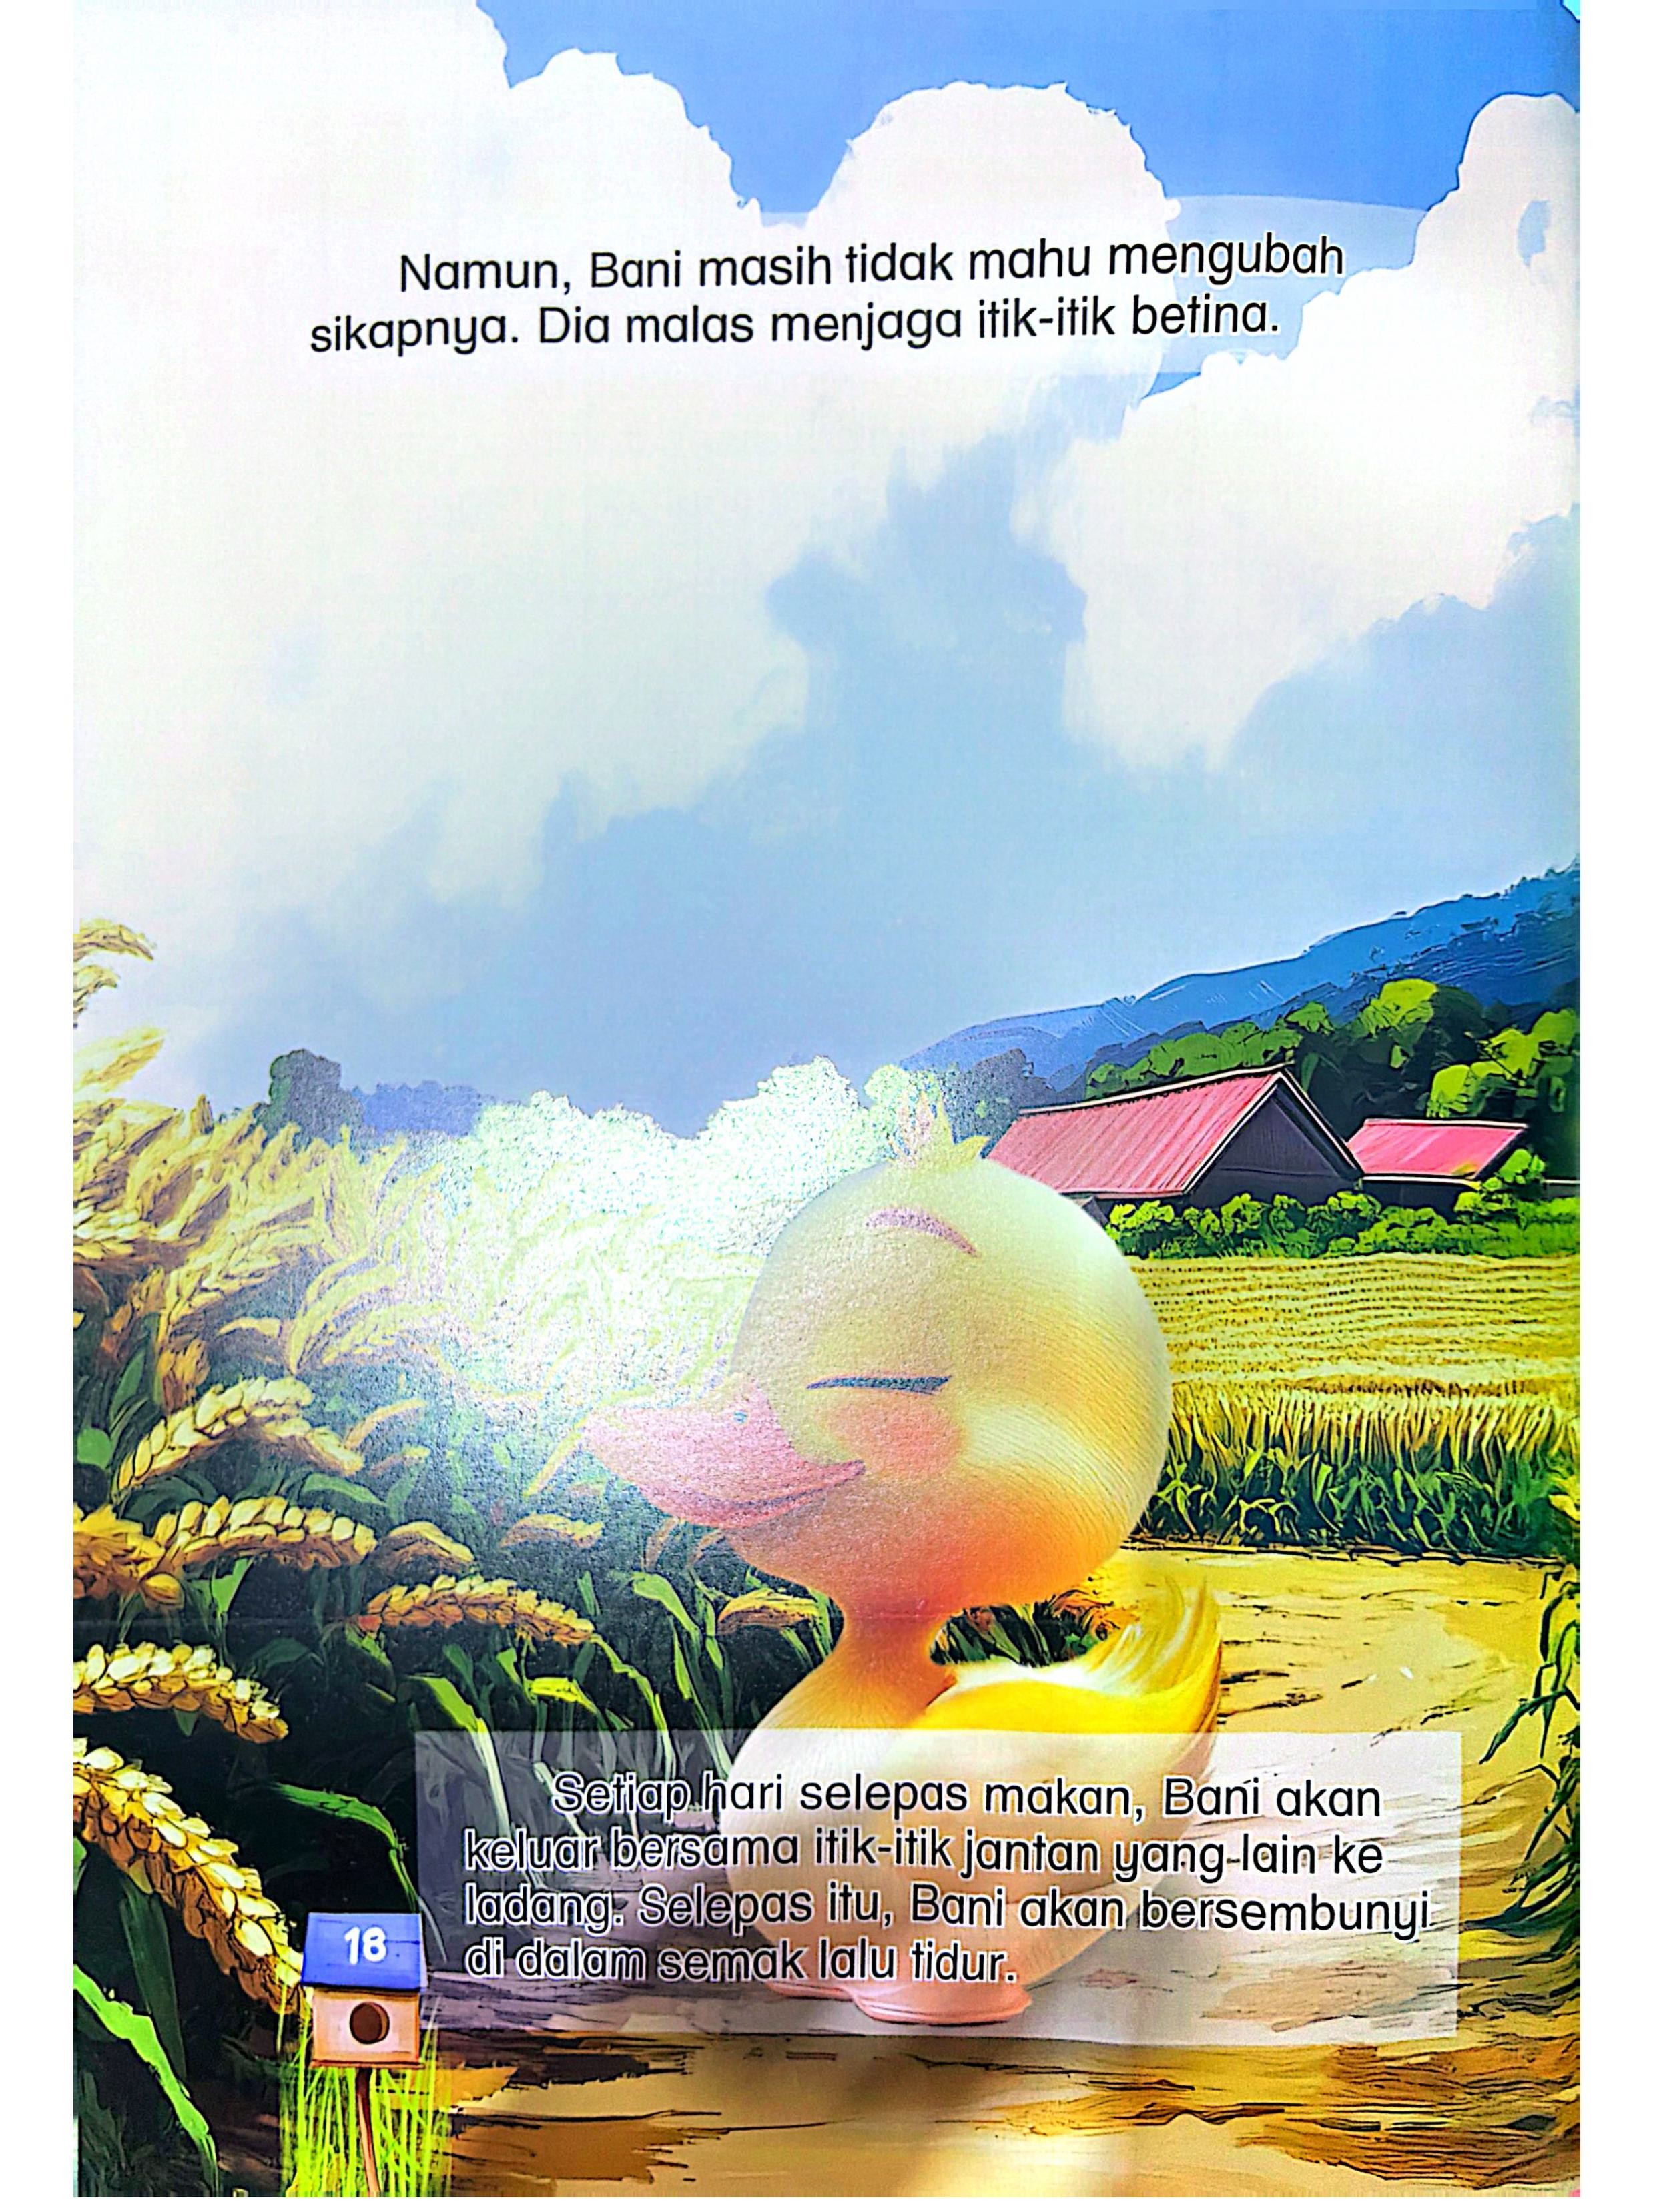 Namun, Bani masih tidak mahu mengubah
sikapnya. Dia malas menjaga itik-itik betina.
Setiap hari selepas makan, Bani akan
keluar bersama itik-itik jantan yang lain ke
ladang. Selepas itu, Bani akan bersembunyi
di dalam semak lalu tidur.
18